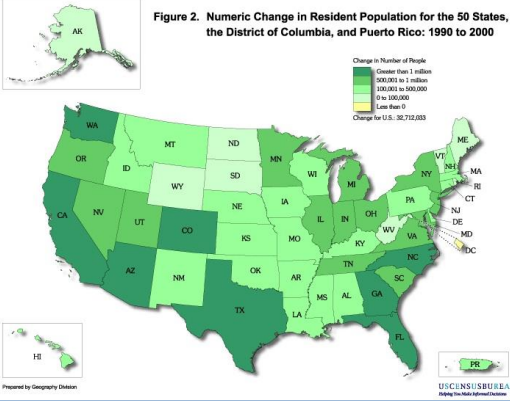 Figure 2. Numeric Change in Resident Population for the 50 States,
the District of Columbia, and Puerto Rico: 1990 to 2000
AK
Change in Number of People
Greater than 1 million
500,001 to 1 million
100,001 to 500,000
0 to 100,000
Less than 0
Change for U.S.: 32,712,033
WA
MT
ND
MN
ME
VT
NH
OR
ID
SD
WI
MI
NY
MA
RI
CT
WY
NE
IA
PA
NJ
DE
MD
DC
CA
NV
UT
CO
KS
MO
IL
IN
OH
WV
VA
KY
NC
TN
SC
AZ
NM
OK
AR
MS
AL
GA
TX
LA
FL
HI
PR
Prepared by Geography Division
USCENSUSBUREA
Helping You Make Informed Decisions